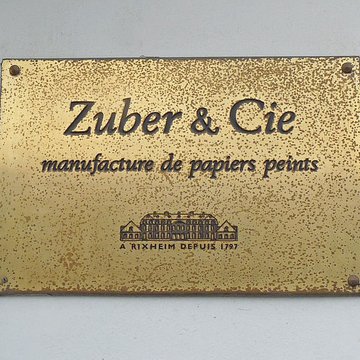 Zuber & Cie
manufacture de papiers peints
A RIXHEIM DEPUIS 1797